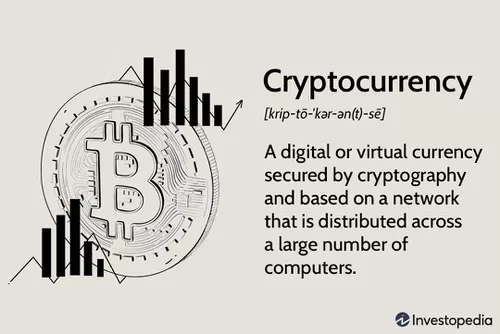 Cryptocurrency
[krip-tō-'kər-ən(t)-sē]
A digital or virtual currency
secured by cryptography
and based on a network
that is distributed across
a large number of
computers.
Investopedia